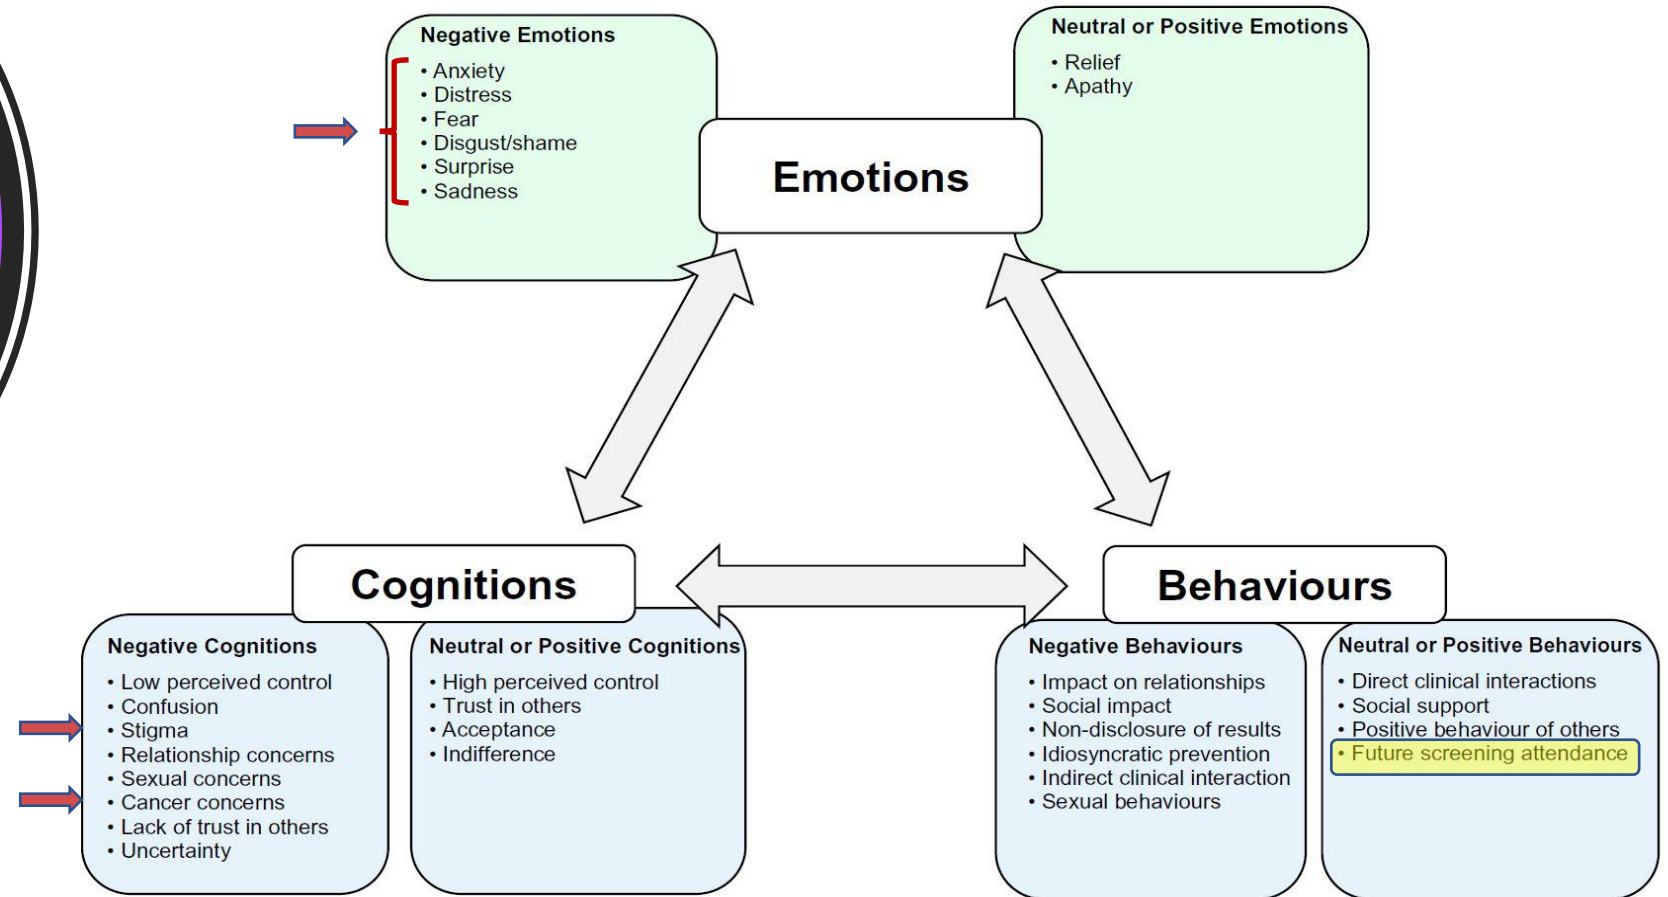 Negative Emotions
• Anxiety
• Distress
• Fear
• Disgust/shame
• Surprise
• Sadness
Neutral or Positive Emotions
• Relief
• Apathy
Emotions
Cognitions
Negative Cognitions
• Low perceived control
• Confusion
• Stigma
• Relationship concerns
• Sexual concerns
• Cancer concerns
• Lack of trust in others
• Uncertainty
Neutral or Positive Cognitions
• High perceived control
• Trust in others
• Acceptance
• Indifference
Behaviours
Negative Behaviours
• Impact on relationships
• Social impact
• Non-disclosure of results
• Idiosyncratic prevention
• Indirect clinical interaction
• Sexual behaviours
Neutral or Positive Behaviours
• Direct clinical interactions
• Social support
• Positive behaviour of others
• Future screening attendance